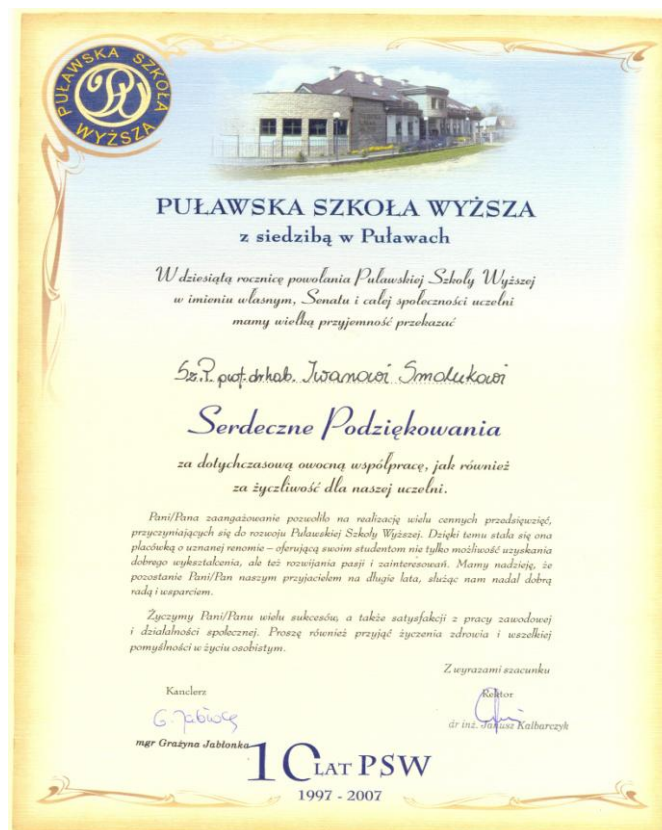 PUŁAWSKA SZKOŁA WYŻSZA
PUŁAWSKA SZKOŁA WYŻSZA
z siedzibą w Puławach
W dziesiątą rocznicę powołania Puławskiej Szkoły Wyższej
w imieniu własnym, Senatu i całej społeczności uczelni
mamy wielką przyjemność przekazać
Sz.P. prof. dr hab. Iwanowi Smolukowi
Serdeczne Podziękowania
za dotychczasową owocną współpracę, jak również
za życzliwość dla naszej uczelni.
Pani/Pana zaangażowanie pozwoliło na realizację wielu cennych przedsięwzięć,
przyczyniających się do rozwoju Puławskiej Szkoły Wyższej. Dzięki temu stała się ona
placówką o uznanej renomie – oferującą swoim studentom nie tylko możliwość uzyskania
dobrego wykształcenia, ale też rozwijania pasji i zainteresowań. Mamy nadzieję, że
pozostanie Pani/Pan naszym przyjacielem na długie lata, służąc nam nadal dobrą
radą i wsparciem.
Życzymy Pani/Panu wielu sukcesów, a także satysfakcji z pracy zawodowej
i działalności społecznej. Proszę również przyjąć życzenia zdrowia i wszelkiej
pomyślności w życiu osobistym.
Z wyrazami szacunku
Kanclerz
Rektor
G. Jabłonka
dr inż. Janusz Kalbarczyk
mgr Grażyna Jabłonka
10 LAT PSW
1997 - 2007